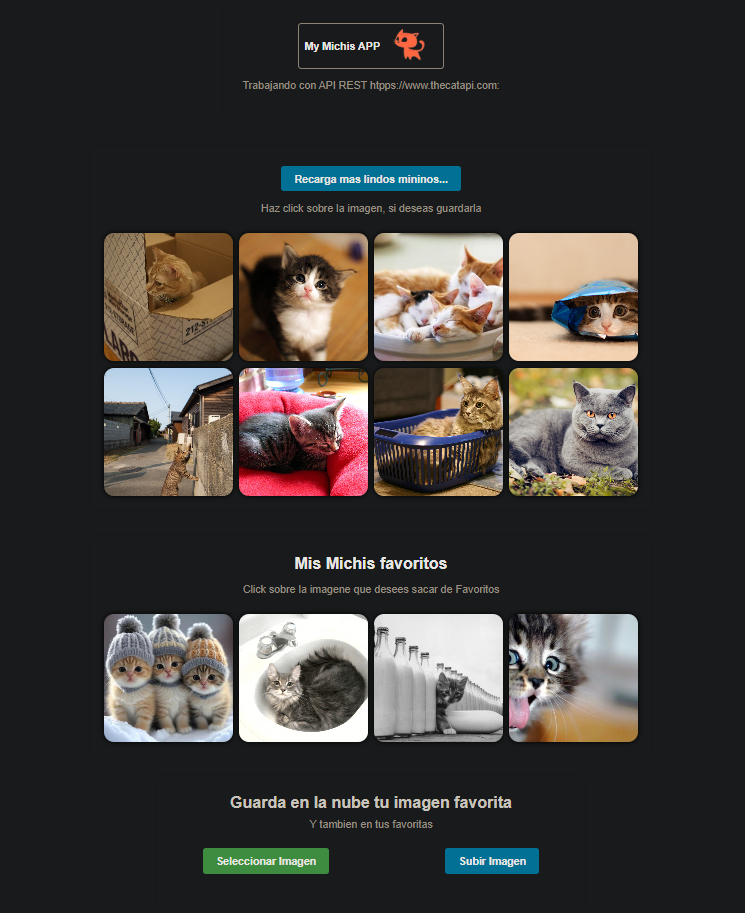 My Michis APP
Trabajando con API REST htpps://www.thecatapi.com:
Recarga mas lindos mininos...
Haz click sobre la imagen, si deseas guardarla
212-S
LARD
Mis Michis favoritos
Click sobre la imagene que desees sacar de Favoritos
Guarda en la nube tu imagen favorita
Y tambien en tus favoritas
Seleccionar Imagen
Subir Imagen